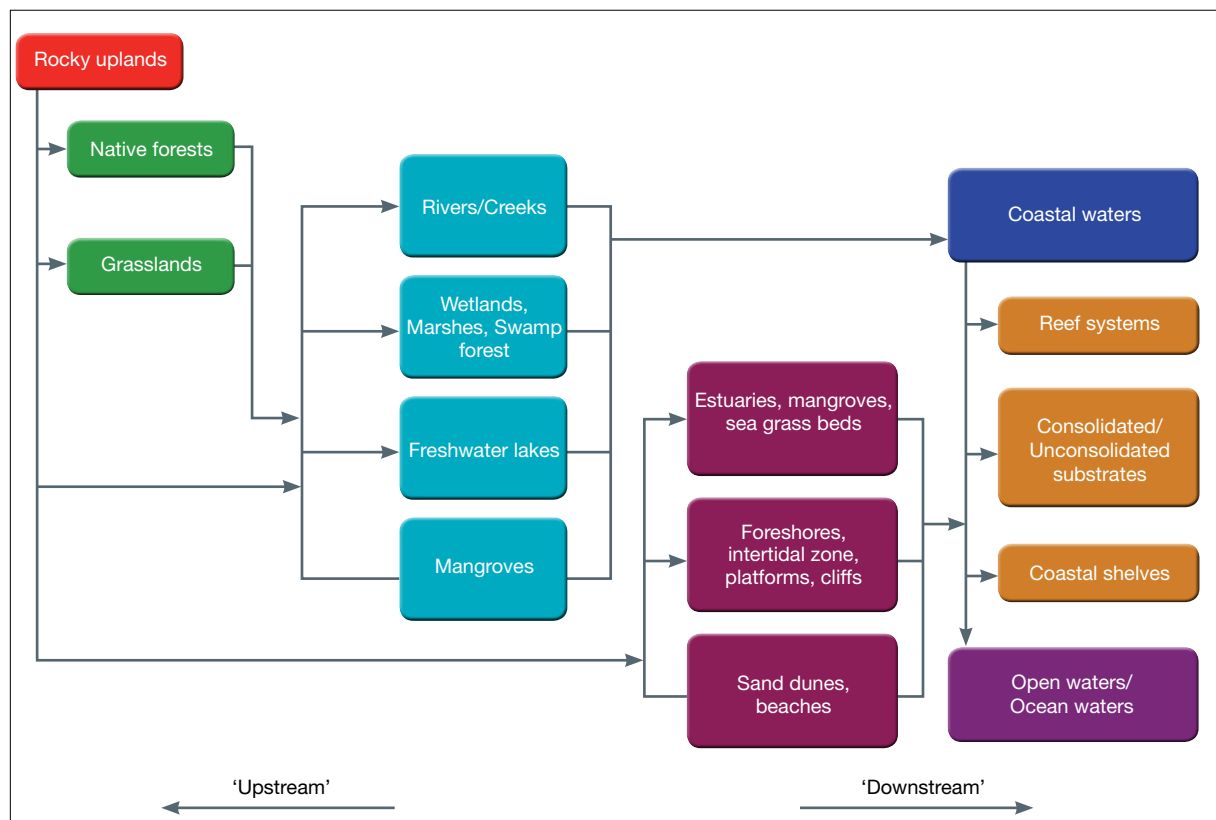 Rocky uplands
Native forests
Grasslands
Rivers/Creeks
Wetlands,
Marshes, Swamp
forest
Freshwater lakes
Mangroves
Estuaries, mangroves,
sea grass beds
Foreshores,
intertidal zone,
platforms, cliffs
Sand dunes,
beaches
Coastal waters
Reef systems
Consolidated/
Unconsolidated
substrates
Coastal shelves
Open waters/
Ocean waters
‘Upstream’
‘Downstream’